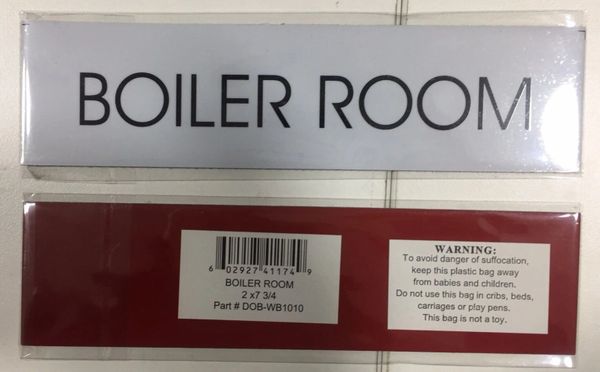 BOILER ROOM
6 02927 41174 9
BOILER ROOM
2 x7 3/4
Part # DOB-WB1010
WARNING:
To avoid danger of suffocation,
keep this plastic bag away
from babies and children.
Do not use this bag in cribs, beds,
carriages or play pens.
This bag is not a toy.